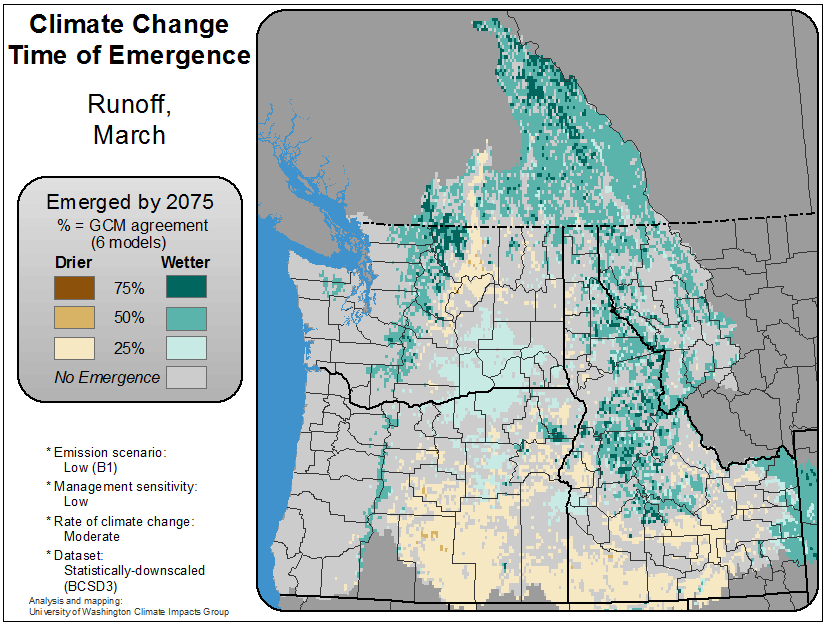 Climate Change
Time of Emergence
Runoff,
March
Emerged by 2075
% = GCM agreement
(6 models)
Drier Wetter
75%
50%
25%
No Emergence
* Emission scenario:
Low (B1)
* Management sensitivity:
Low
* Rate of climate change:
Moderate
* Dataset:
Statistically-downscaled
(BCSD3)
Analysis and mapping:
University of Washington Climate Impacts Group